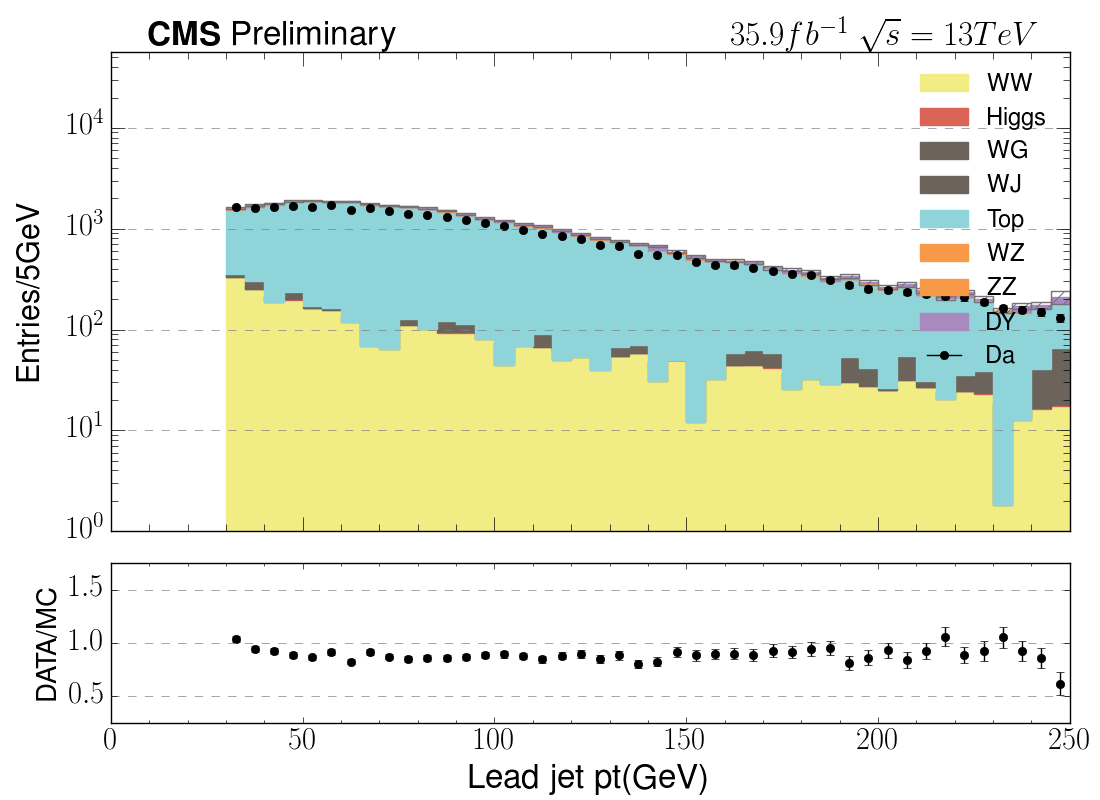 CMS Preliminary 35.9fb⁻¹ √s = 13TeV
Entries/5GeV
10⁴
10³
10²
10¹
10⁰
WW
Higgs
WG
WJ
Top
WZ
ZZ
DY
Da
DATA/MC
1.5
1.0
0.5
0 50 100 150 200 250
Lead jet pt(GeV)